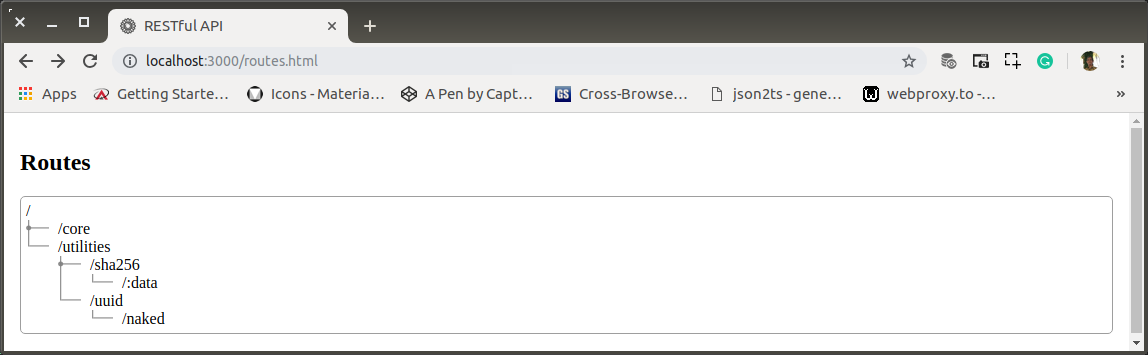 RESTful API
localhost:3000/routes.html
Apps Getting Starte... Icons - Materia... A Pen by Capt... Cross-Browse... json2ts - gene... webproxy.to -...
Routes
/
/core
/utilities
/sha256
/:data
/uuid
/naked